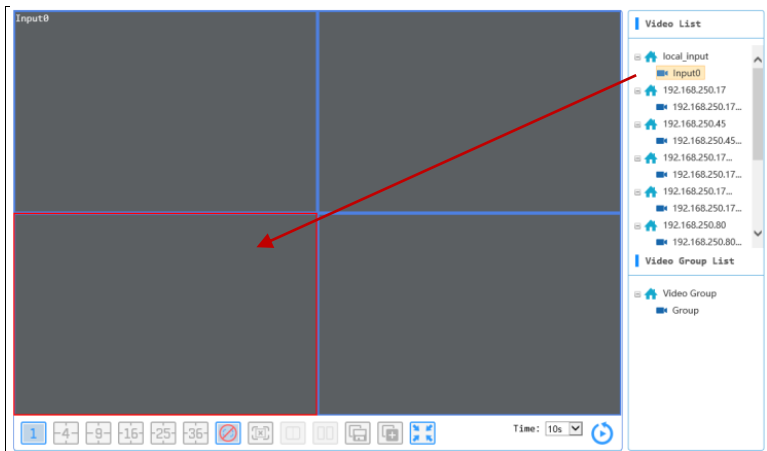 Input0
Video List
local_input
Input0
192.168.250.17
192.168.250.17...
192.168.250.45
192.168.250.45...
192.168.250.17...
192.168.250.17...
192.168.250.17...
192.168.250.17...
192.168.250.80
192.168.250.80...
Video Group List
Video Group
Group
1 4 9 16 25 36 Time: 10s